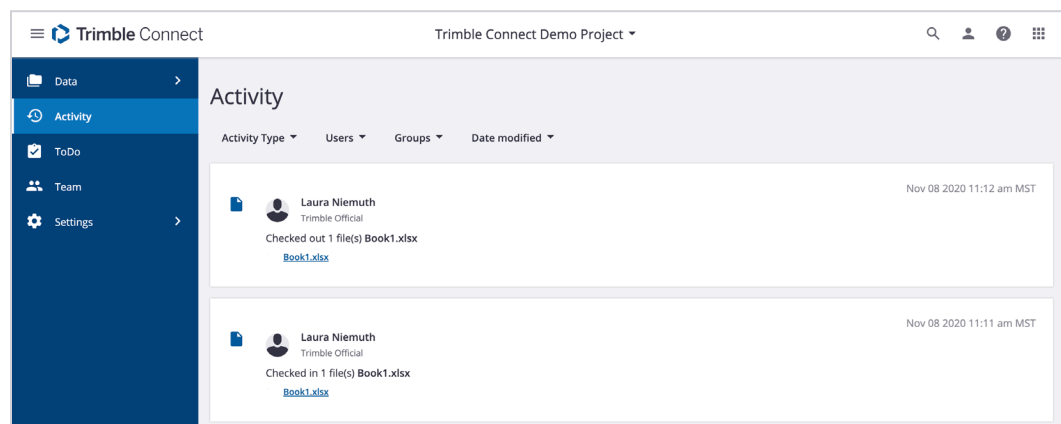 Trimble Connect
Trimble Connect Demo Project
Data
Activity
ToDo
Team
Settings
Activity
Activity Type
Users
Groups
Date modified
Nov 08 2020 11:12 am MST
Laura Niemuth
Trimble Official
Checked out 1 file(s) Book1.xlsx
Book1.xlsx
Nov 08 2020 11:11 am MST
Laura Niemuth
Trimble Official
Checked in 1 file(s) Book1.xlsx
Book1.xlsx